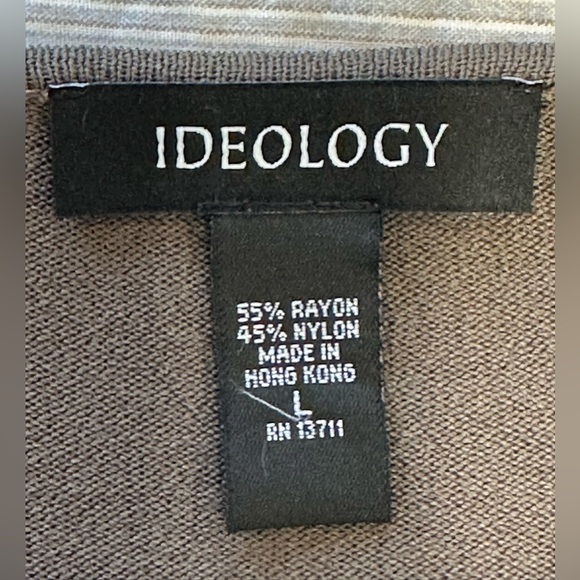 IDEOLOGY
55% RAYON
45% NYLON
MADE IN
HONG KONG
L
RN 13711